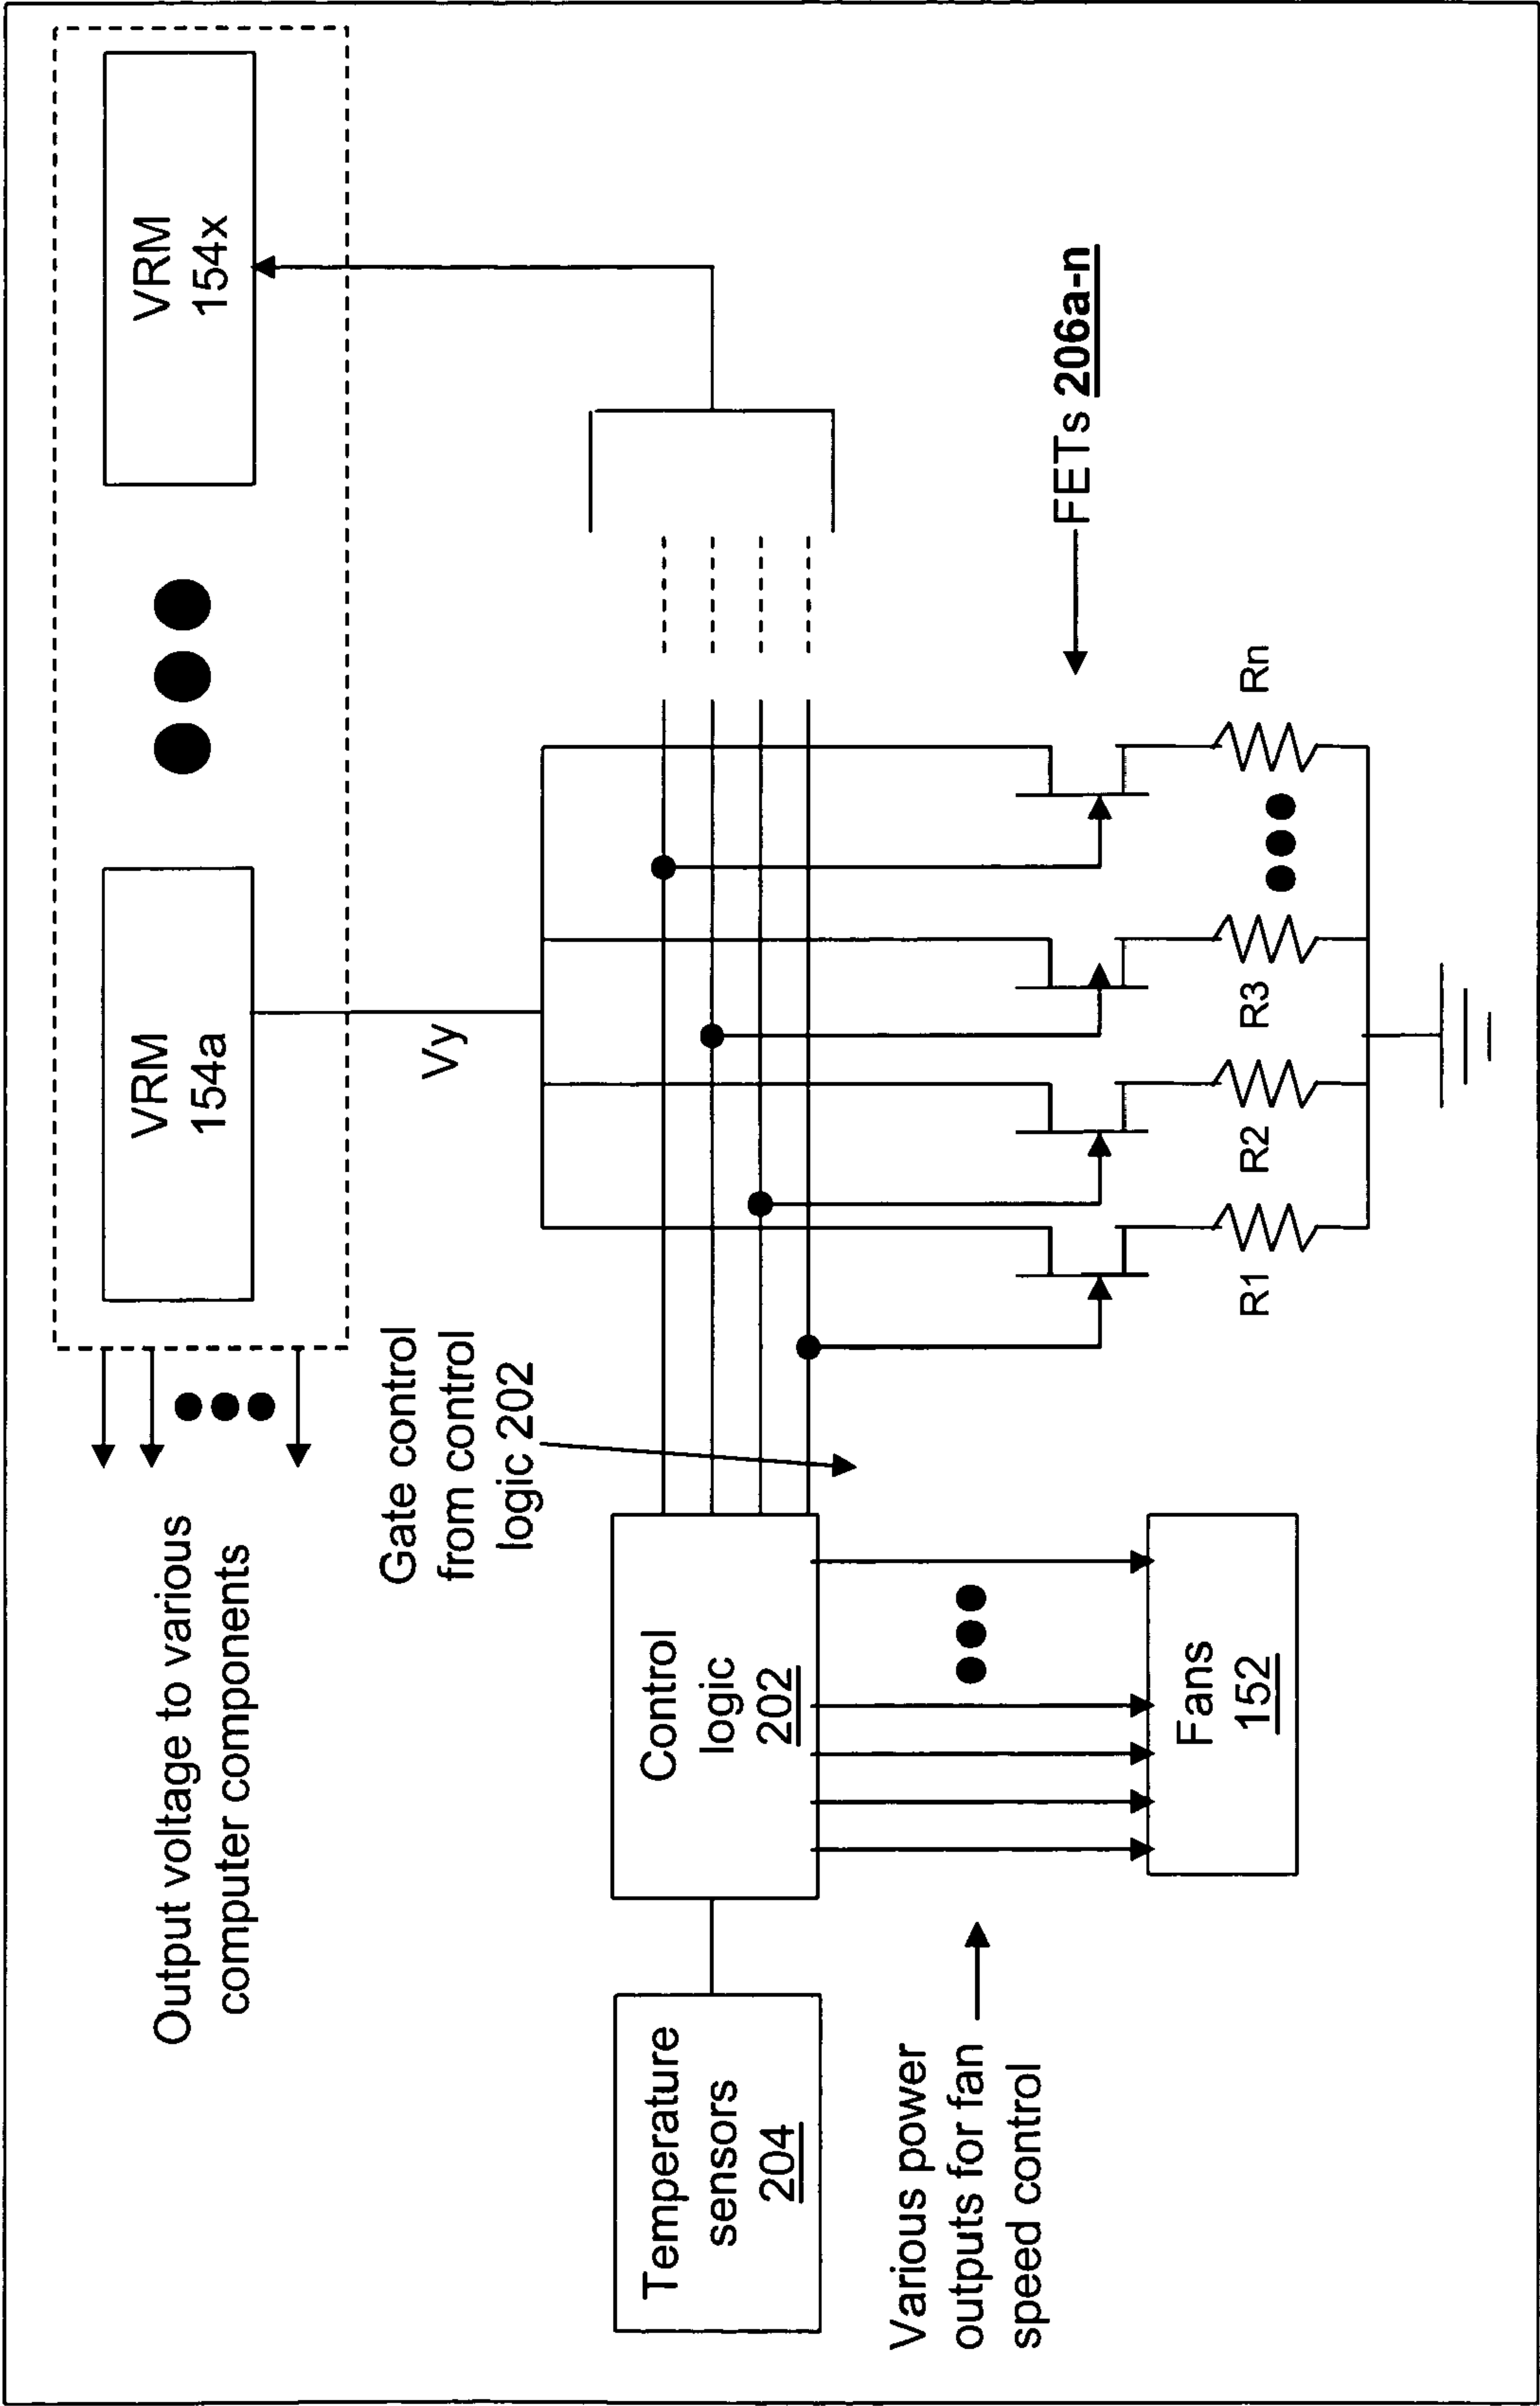 Output voltage to various
computer components
VRM
154a
VRM
154x
Gate control
from control
logic 202
Vy
Temperature
sensors
204
Control
logic
202
Various power
outputs for fan
speed control
Fans
152
FETs 206a-n
R1
R2
R3
Rn